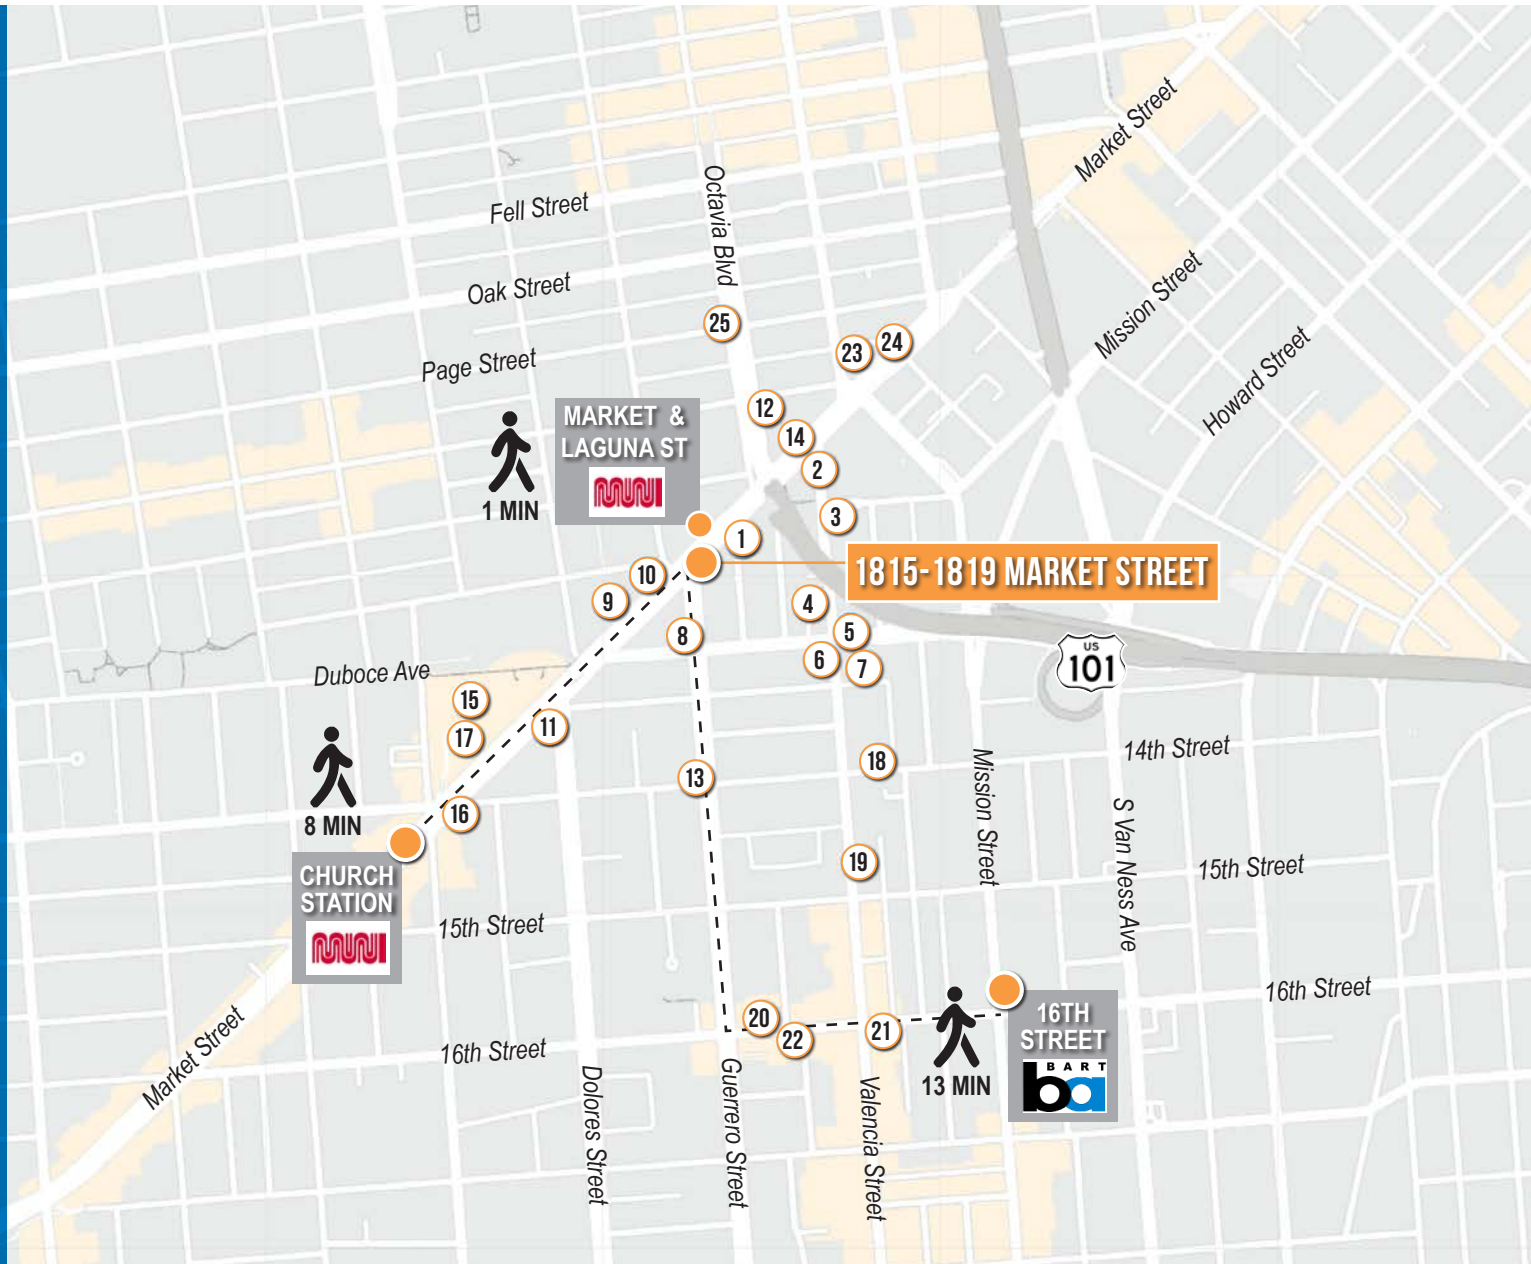 Market Street
Octavia Blvd
Fell Street
Oak Street
Mission Street
25
Howard Street
23
24
Page Street
12
MARKET &
LAGUNA ST
muni
14
2
1 MIN
3
1
1815-1819 MARKET STREET
10
9
4
8
5
6
7
US
101
Duboce Ave
15
17
11
14th Street
18
13
Mission Street
S Van Ness Ave
16
8 MIN
19
15th Street
CHURCH
STATION
muni
15th Street
16th Street
20
22
21
16TH
STREET
BART
ba
13 MIN
Market Street
16th Street
Dolores Street
Guerrero Street
Valencia Street